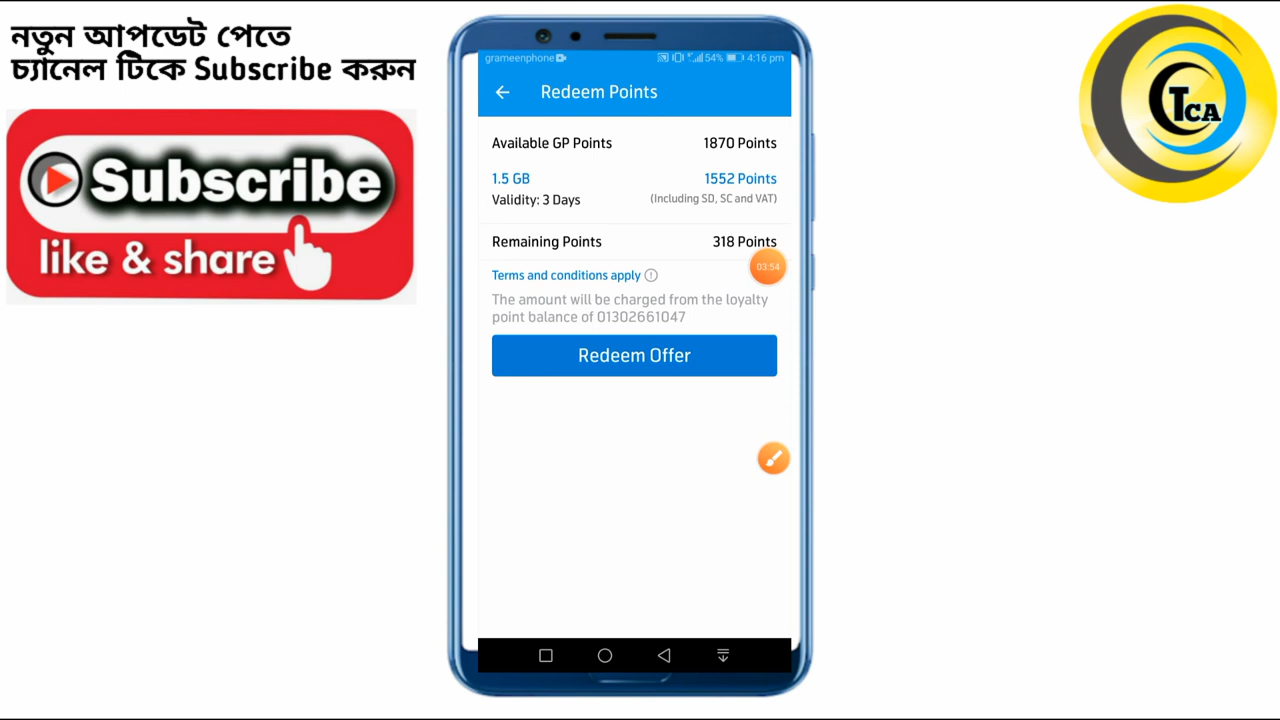 নতুন আপডেট পেতে
চ্যানেল টিকে Subscribe করুন
Subscribe
like & share
grameenphone
54% 4:16 pm
Redeem Points
Available GP Points 1870 Points
1.5 GB 1552 Points
Validity: 3 Days (Including SD, SC and VAT)
Remaining Points 318 Points
03:54
Terms and conditions apply
The amount will be charged from the loyalty
point balance of 01302661047
Redeem Offer
TCA